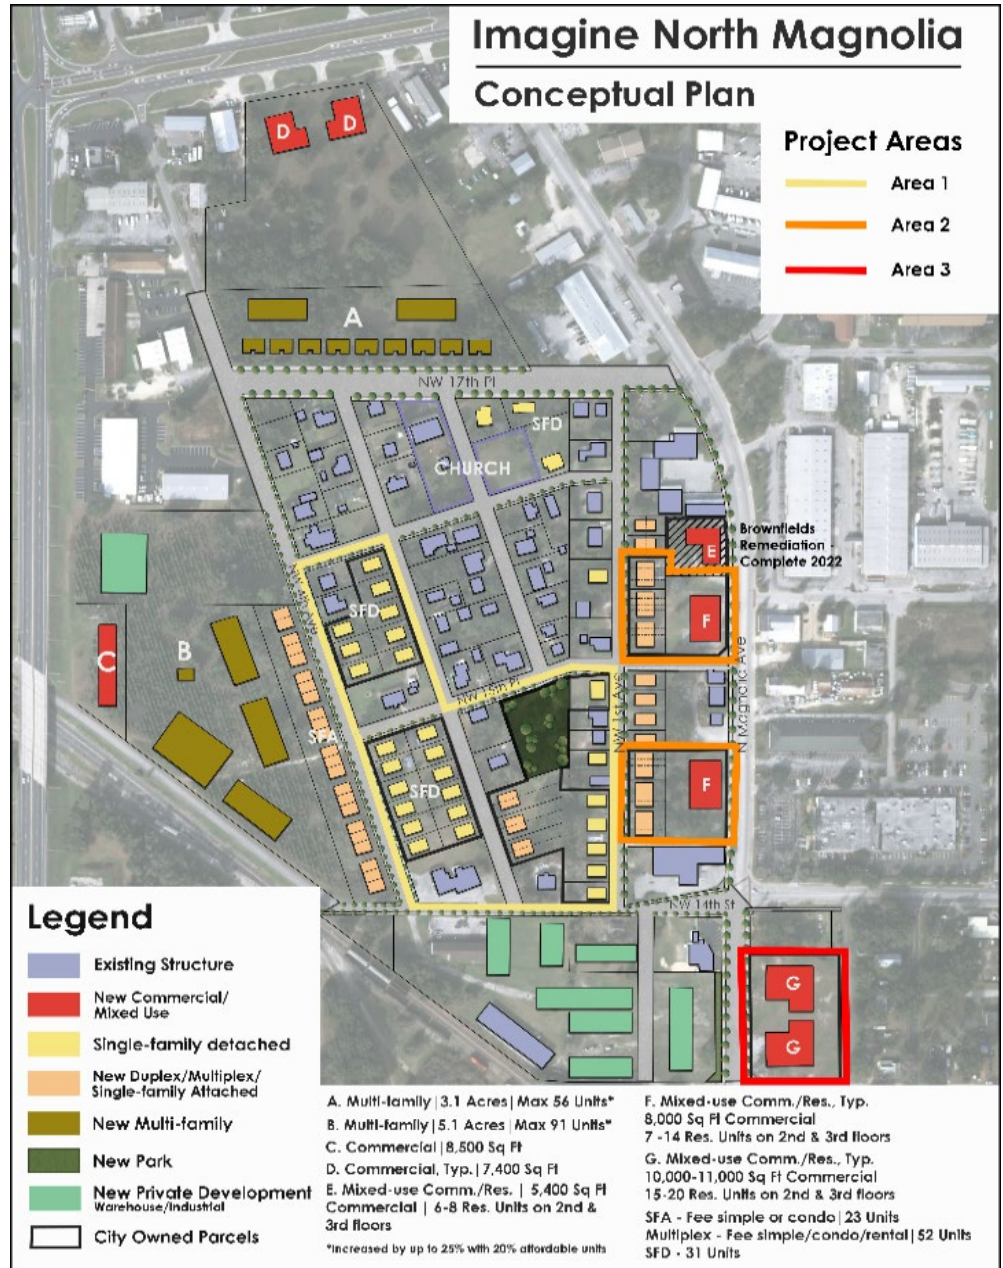 Imagine North Magnolia
Conceptual Plan
Project Areas
Area 1
Area 2
Area 3
D
D
A
NW 17th Pl
SFD
CHURCH
E
Brownfields
Remediation -
Complete 2022
SFD
F
C
B
NW 15th Pl
NW 1st Ave
N Magnolia Ave
SFA
SFD
F
NW 14th St
G
G
Legend
Existing Structure
New Commercial/
Mixed Use
Single-family detached
New Duplex/Multiplex/
Single-family Attached
New Multi-family
New Park
New Private Development
Warehouse/Industrial
City Owned Parcels
A. Multi-family | 3.1 Acres | Max 56 Units*
B. Multi-family | 5.1 Acres | Max 91 Units*
C. Commercial | 8,500 Sq Ft
D. Commercial, Typ. | 7,400 Sq Ft
E. Mixed-use Comm./Res. | 5,400 Sq Ft
Commercial | 6-8 Res. Units on 2nd &
3rd floors
*Increased by up to 25% with 20% affordable units
F. Mixed-use Comm./Res, Typ.
8,000 Sq Ft Commercial
7 -14 Res. Units on 2nd & 3rd floors
G. Mixed-use Comm./Res., Typ.
10,000-11,000 Sq Ft Commercial
15-20 Res. Units on 2nd & 3rd floors
SFA - Fee simple or condo | 23 Units
Multiplex - Fee simple/condo/rental | 52 Units
SFD - 31 Units